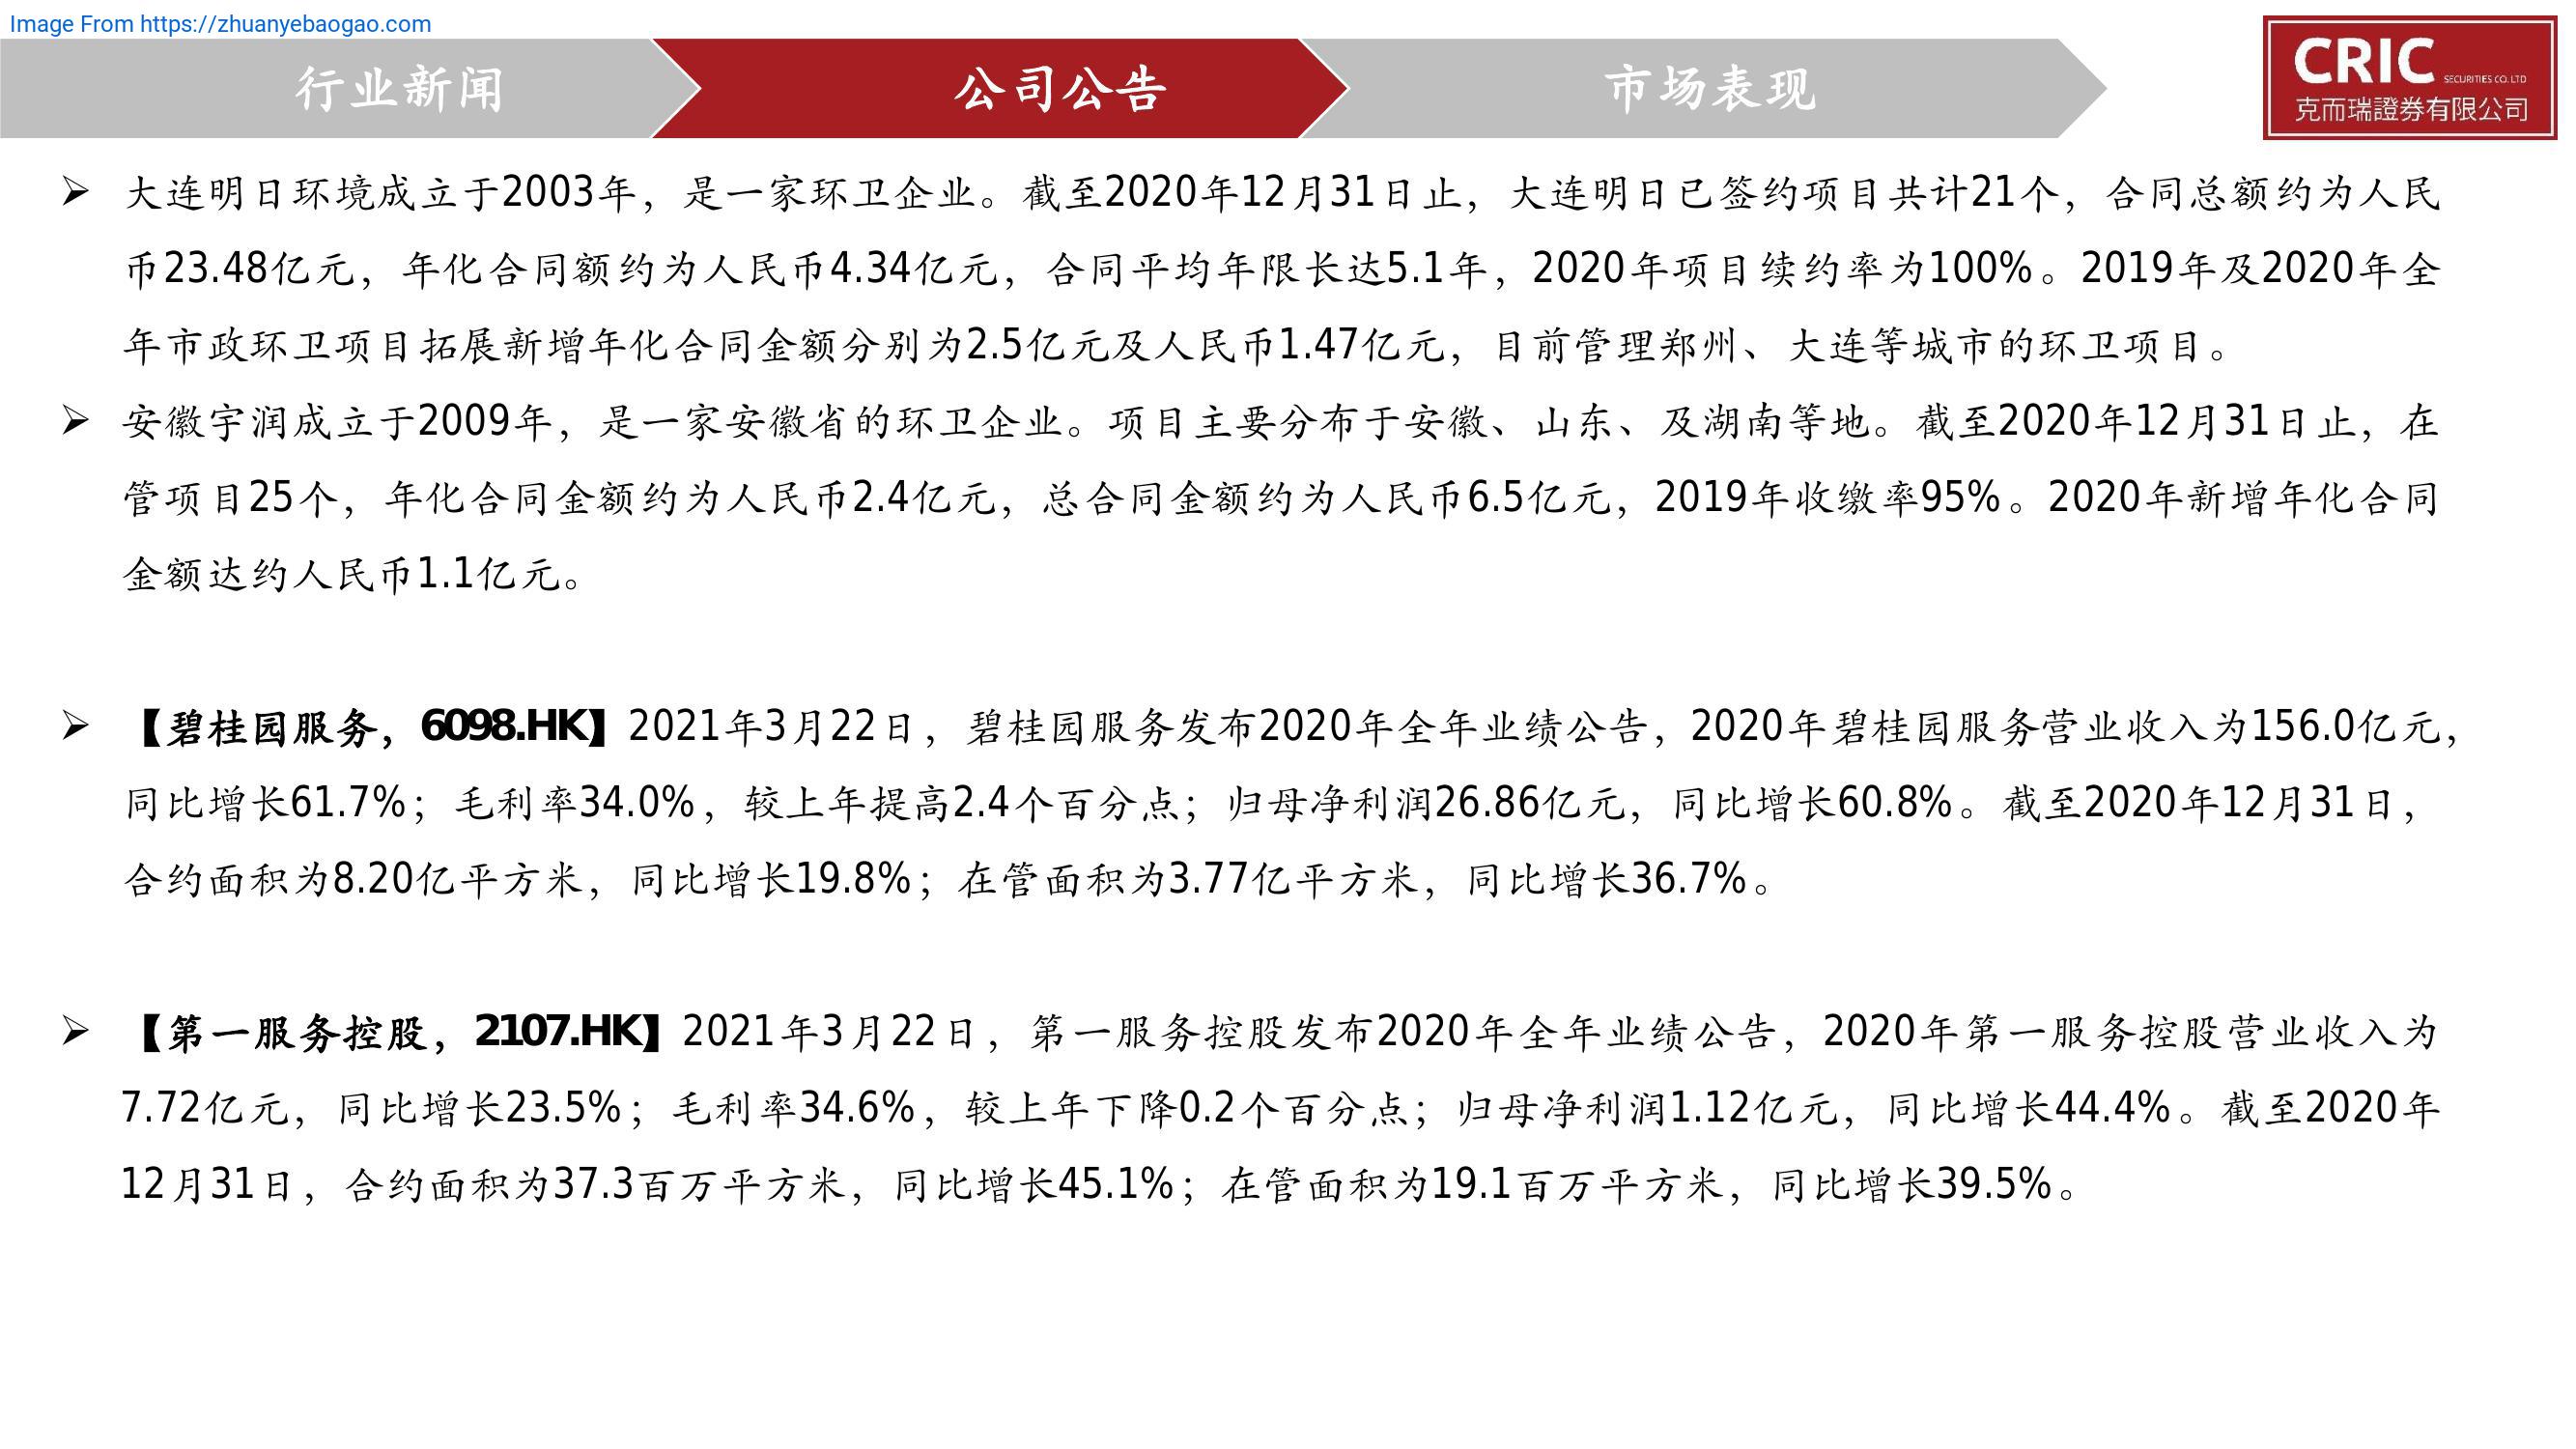 Image From https://zhuanyebaogao.com
行业新闻
公司公告
市场表现
CRIC SECURITIES CO. LTD
克而瑞證券有限公司
➢ 大连明日环境成立于2003年，是一家环卫企业。截至2020年12月31日止，大连明日已签约项目共计21个，合同总额约为人民
币23.48亿元，年化合同额约为人民币4.34亿元，合同平均年限长达5.1年，2020年项目续约率为100%。2019年及2020年全
年市政环卫项目拓展新增年化合同金额分别为2.5亿元及人民币1.47亿元，目前管理郑州、大连等城市的环卫项目。
➢ 安徽宇润成立于2009年，是一家安徽省的环卫企业。项目主要分布于安徽、山东、及湖南等地。截至2020年12月31日止，在
管项目25个，年化合同金额约为人民币2.4亿元，总合同金额约为人民币6.5亿元，2019年收缴率95%。2020年新增年化合同
金额达约人民币1.1亿元。
➢ 【碧桂园服务，6098.HK】2021年3月22日，碧桂园服务发布2020年全年业绩公告，2020年碧桂园服务营业收入为156.0亿元，
同比增长61.7%；毛利率34.0%，较上年提高2.4个百分点；归母净利润26.86亿元，同比增长60.8%。截至2020年12月31日，
合约面积为8.20亿平方米，同比增长19.8%；在管面积为3.77亿平方米，同比增长36.7%。
➢ 【第一服务控股，2107.HK】2021年3月22日，第一服务控股发布2020年全年业绩公告，2020年第一服务控股营业收入为
7.72亿元，同比增长23.5%；毛利率34.6%，较上年下降0.2个百分点；归母净利润1.12亿元，同比增长44.4%。截至2020年
12月31日，合约面积为37.3百万平方米，同比增长45.1%；在管面积为19.1百万平方米，同比增长39.5%。